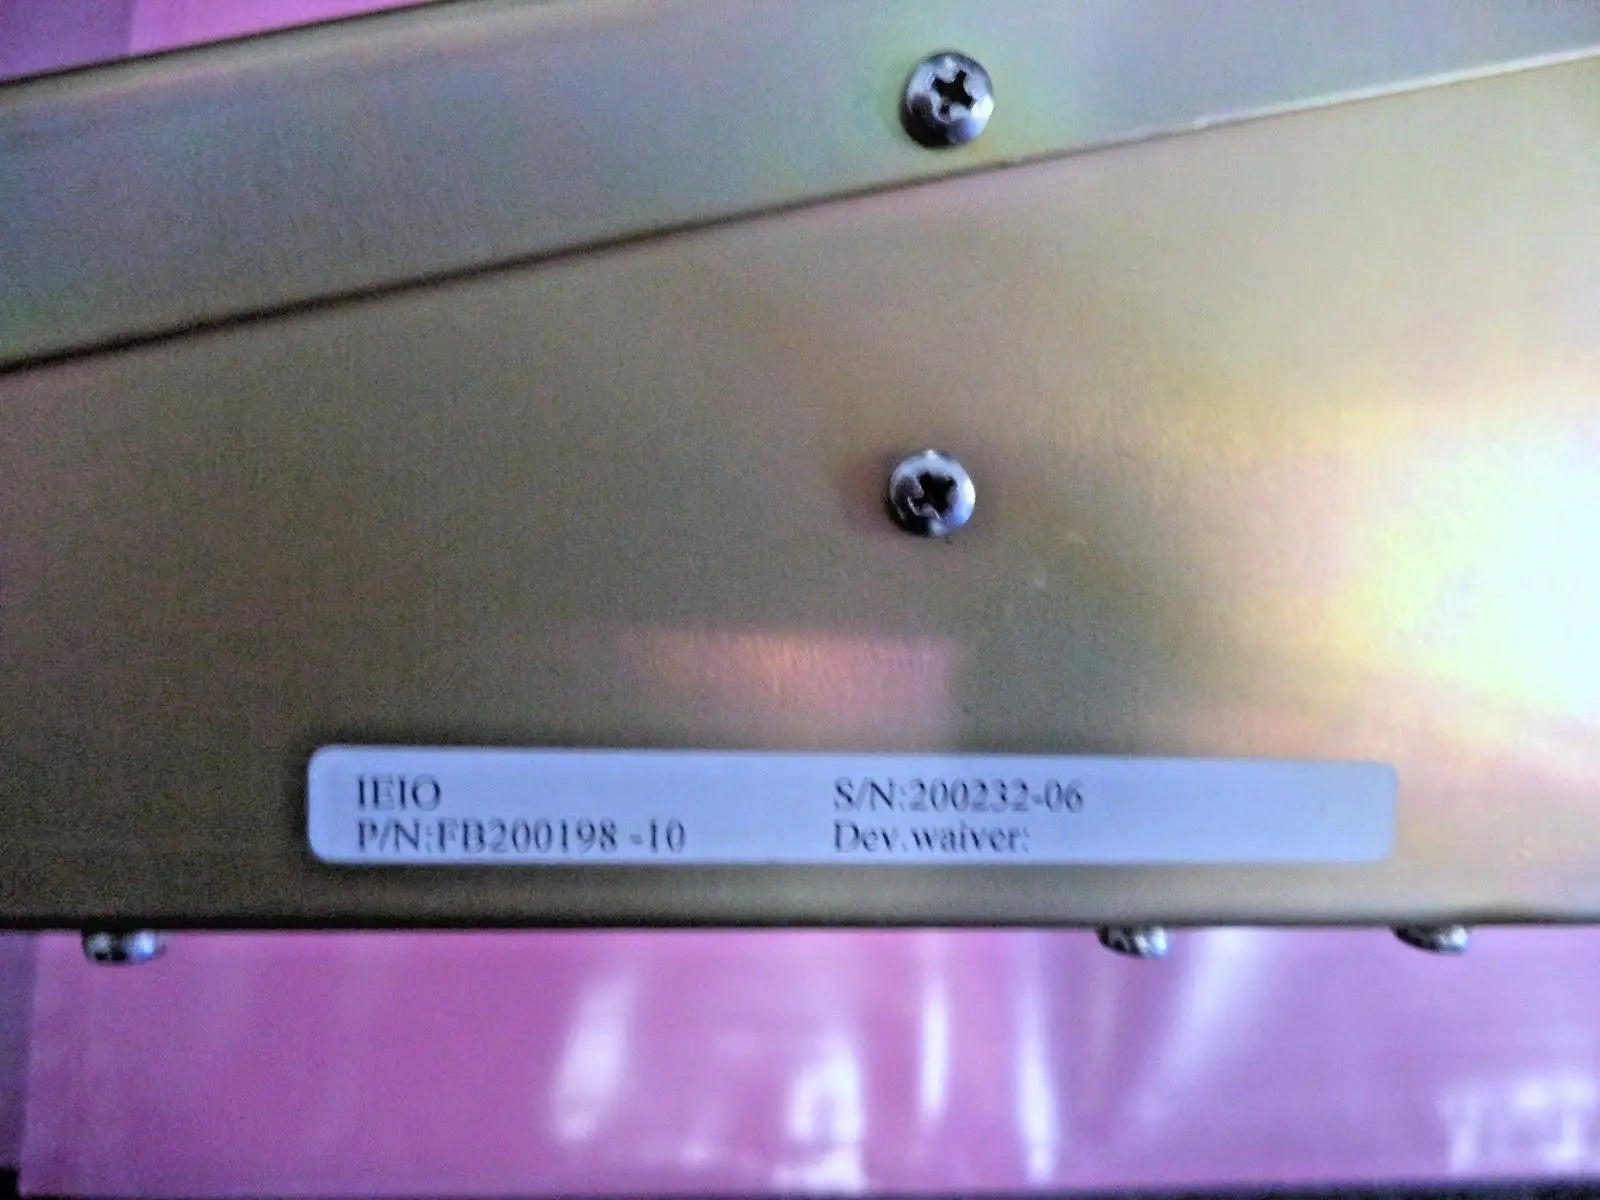 IEIO
P/N:FB200198 -10
S/N:200232-06
Dev.waiver: